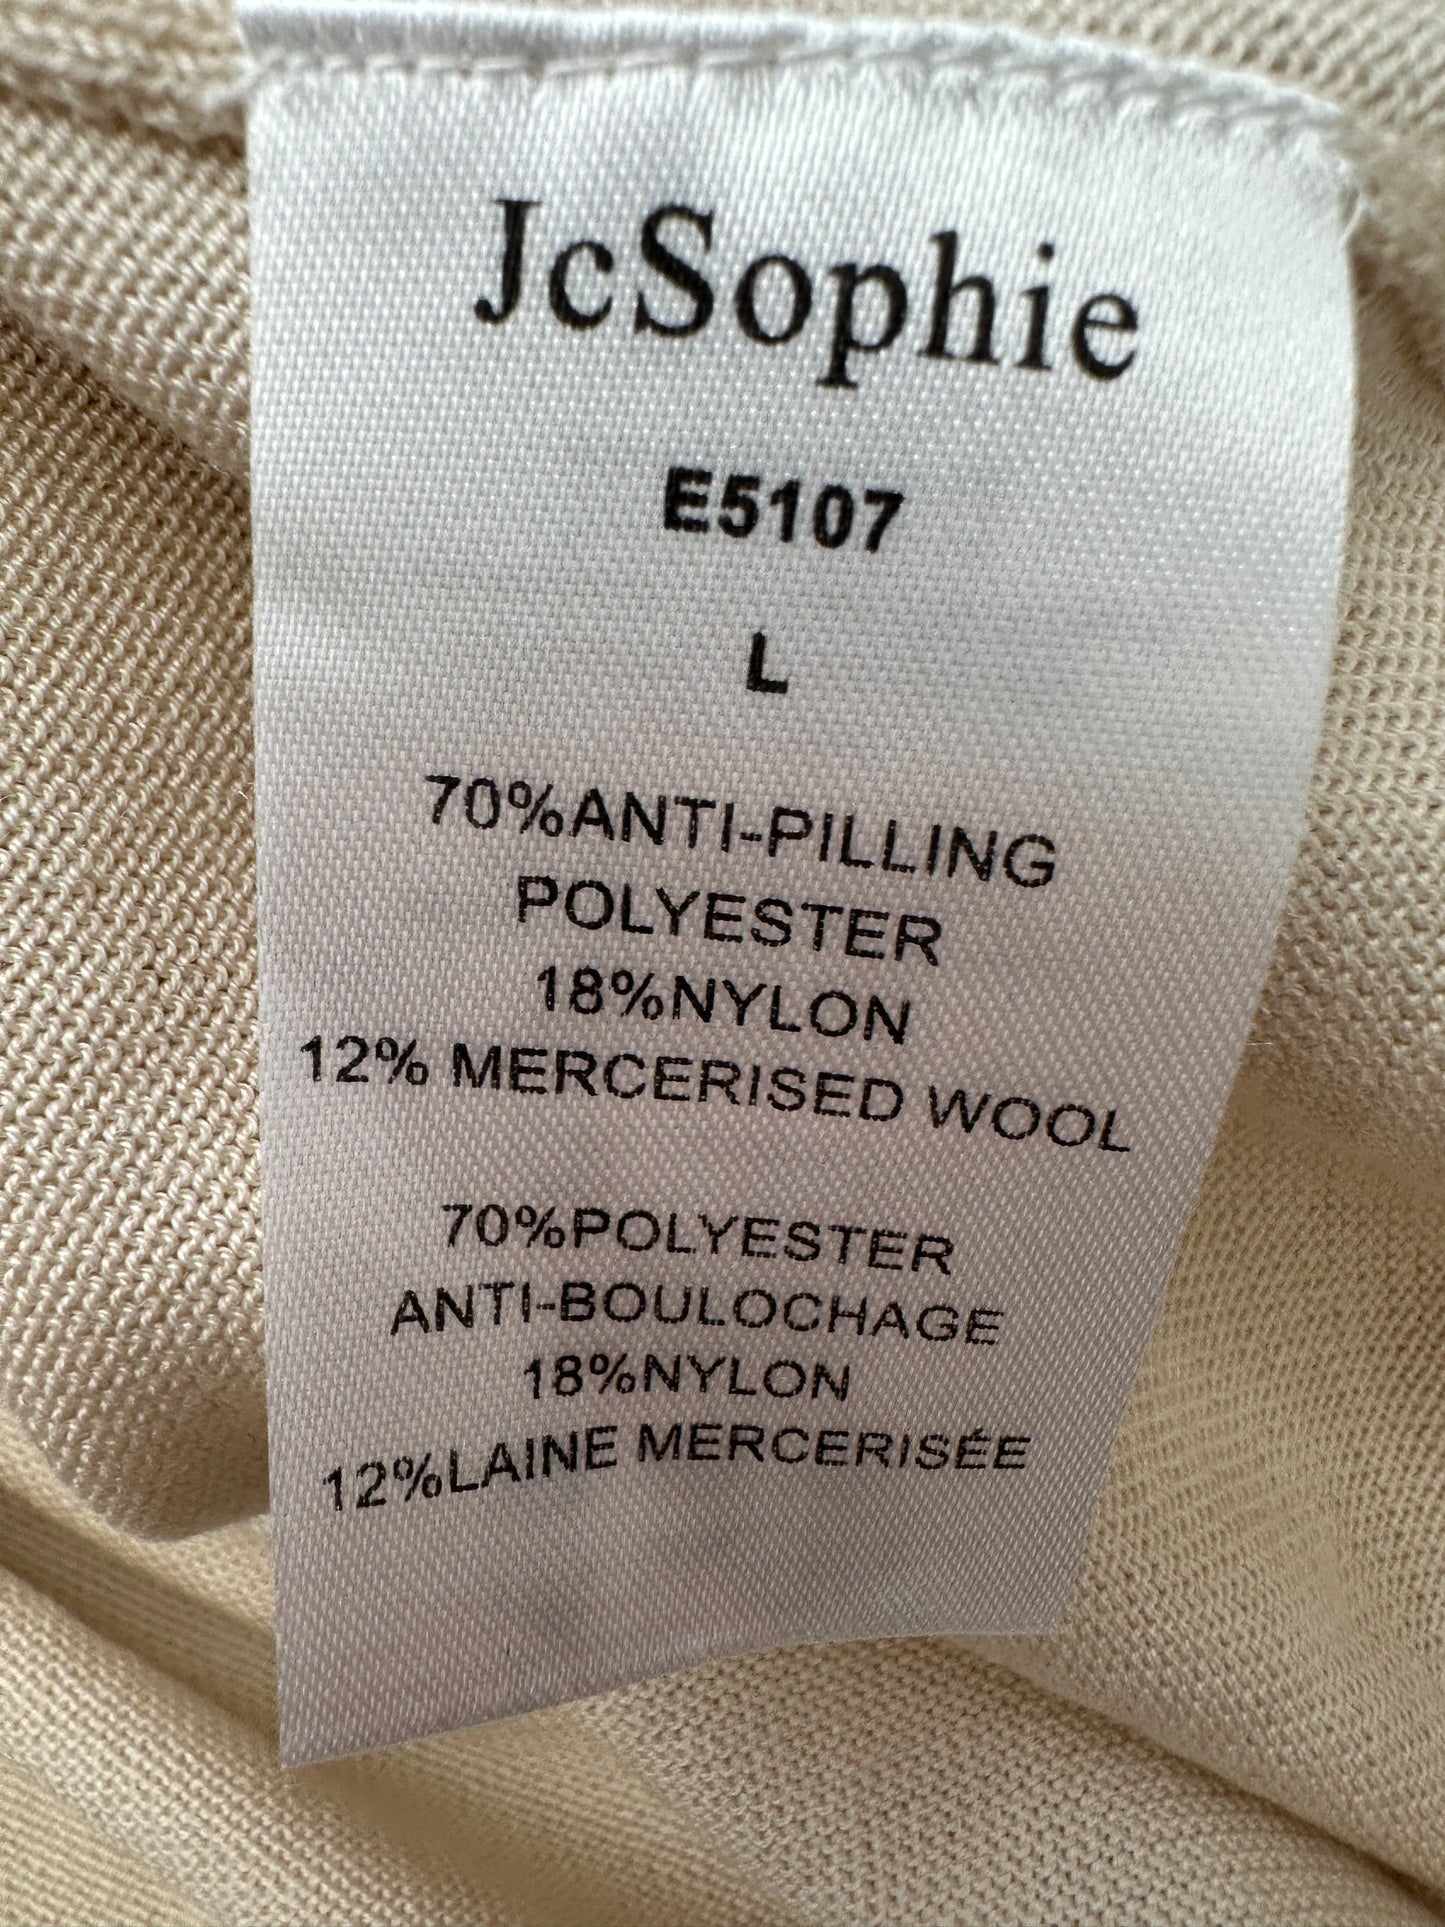 JcSophie
E5107
L
70%ANTI-PILLING
POLYESTER
18%NYLON
12% MERCERISED WOOL
70%POLYESTER
ANTI-BOULOCHAGE
18%NYLON
12%LAINE MERCERISÉE